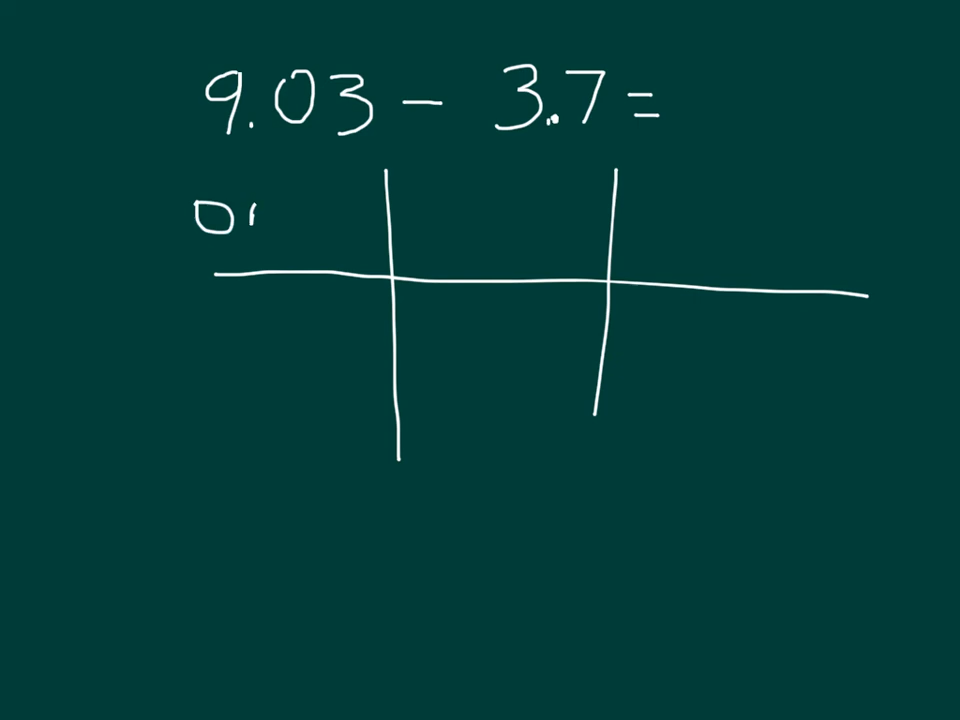 9.03 - 3.7 =